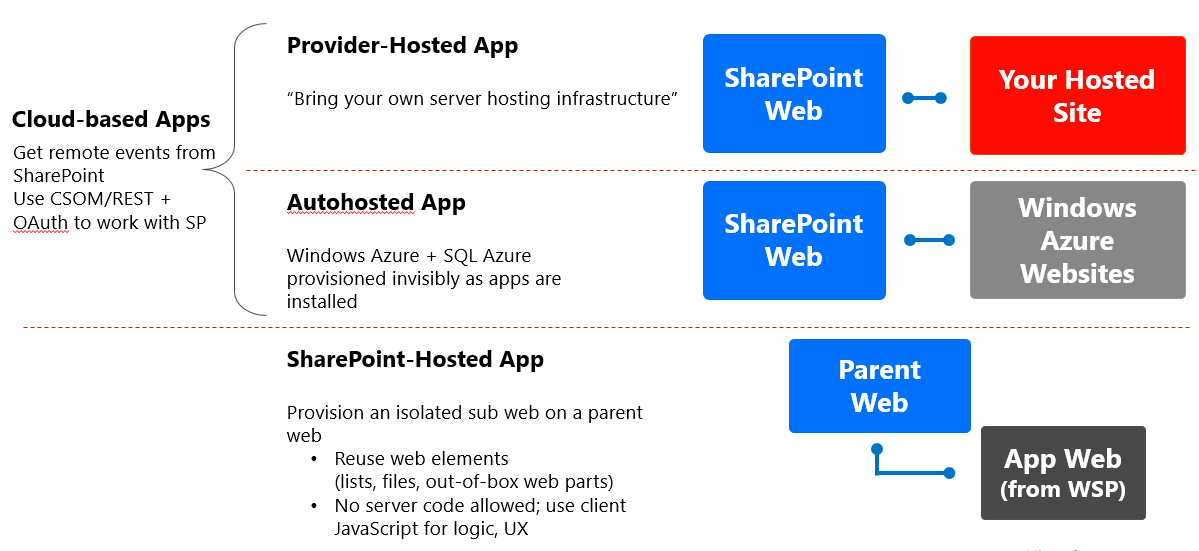 Provider-Hosted App
“Bring your own server hosting infrastructure”
SharePoint
Web
Your Hosted
Site
Cloud-based Apps
Get remote events from
SharePoint
Use CSOM/REST +
OAuth to work with SP
Autohosted App
Windows Azure + SQL Azure
provisioned invisibly as apps are
installed
SharePoint
Web
Windows
Azure
Websites
SharePoint-Hosted App
Provision an isolated sub web on a parent
web
• Reuse web elements
(lists, files, out-of-box web parts)
• No server code allowed; use client
JavaScript for logic, UX
Parent
Web
App Web
(from WSP)